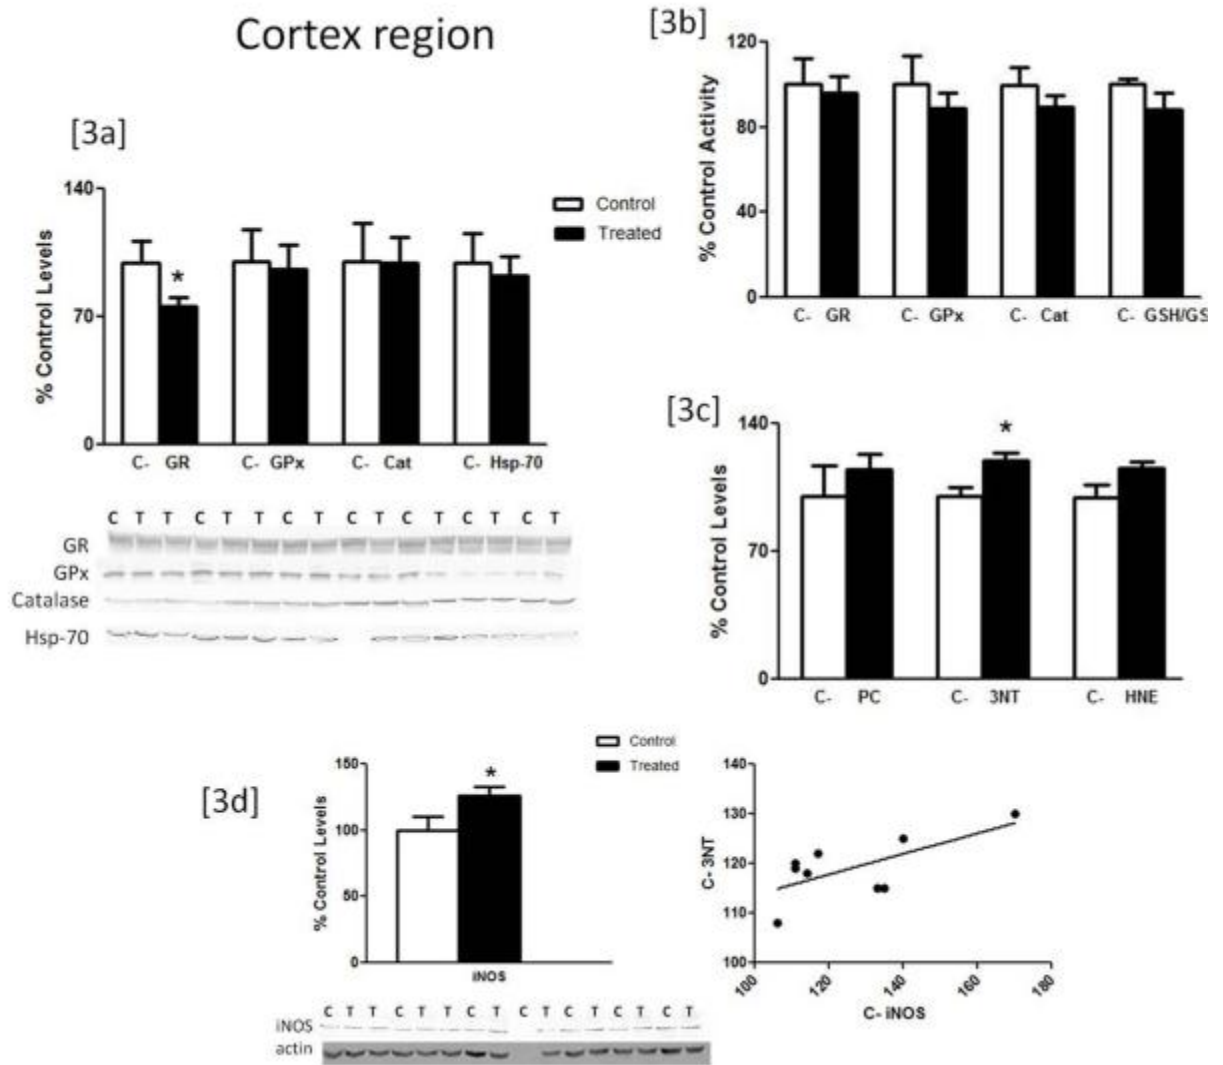 Cortex region
[3a]
140
70
0
% Control Levels
*
C- GR C- GPx C- Cat C- Hsp-70
Control
Treated
C T T C T T C T C T C T C T C T
GR
GPx
Catalase
Hsp-70
[3b]
120
80
40
0
% Control Activity
C- GR C- GPx C- Cat C- GSH/GS
[3c]
140
70
0
% Control Levels
*
C- PC C- 3NT C- HNE
[3d]
Control
Treated
150
100
50
0
% Control Levels
*
iNOS
C T T C T T C T C T C T C T C T
iNOS
actin
140
130
120
110
100
C- 3NT
100 120 140 160 180
C- iNOS